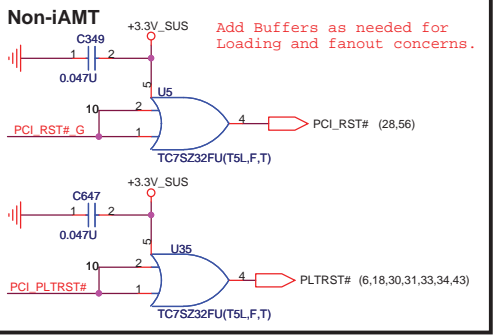 Non-iAMT
+3.3V_SUS
Add Buffers as needed for
Loading and fanout concerns.
C349
1 2
0.047U
5
U5
10
2
4
PCI_RST# (28,56)
PCI_RST#_G
1
TC7SZ32FU(T5L,F,T)
+3.3V_SUS
C647
1 2
0.047U
5
U35
10
2
4
PLTRST# (6,18,30,31,33,34,43)
PCI_PLTRST#
1
TC7SZ32FU(T5L,F,T)